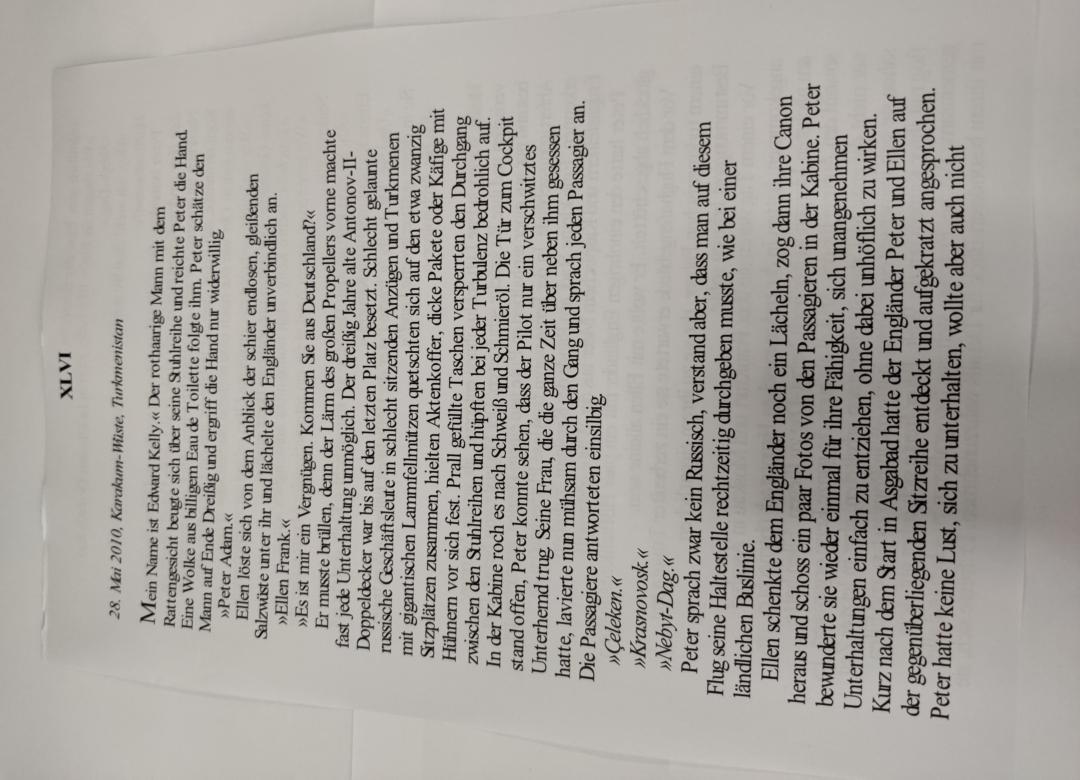 XLVI
28. Mai 2010, Karakum-Wüste, Turkmenistan
Mein Name ist Edward Kelly.« Der rothaarige Mann mit dem
Rattengesicht beugte sich über seine Stuhlreihe und reichte Peter die Hand.
Eine Wolke aus billigem Eau de Toilette folgte ihm. Peter schätze den
Mann auf Ende Dreißig und ergriff die Hand nur widerwillig.
»Peter Adam.«
Ellen löste sich von dem Anblick der schier endlosen, gleißenden
Salzwüste unter ihr und lächelte den Engländer unverbindlich an.
»Ellen Frank.«
»Es ist mir ein Vergnügen. Kommen Sie aus Deutschland?«
Er musste brüllen, denn der Lärm des großen Propellers vorne machte
fast jede Unterhaltung unmöglich. Der dreißig Jahre alte Antonov-II-
Doppeldecker war bis auf den letzten Platz besetzt. Schlecht gelaunte
russische Geschäftsleute in schlecht sitzenden Anzügen und Turkmenen
mit gigantischen Lammfellmützen quetschten sich auf den etwa zwanzig
Sitzplätzen zusammen, hielten Aktenkoffer, dicke Pakete oder Käfige mit
Hühnern vor sich fest. Prall gefüllte Taschen versperrten den Durchgang
zwischen den Stuhlreihen und hüpften bei jeder Turbulenz bedrohlich auf.
In der Kabine roch es nach Schweiß und Schmieröl. Die Tür zum Cockpit
stand offen, Peter konnte sehen, dass der Pilot nur ein verschwitztes
Unterhemd trug. Seine Frau, die die ganze Zeit über neben ihm gesessen
hatte, lavierte nun mühsam durch den Gang und sprach jeden Passagier an.
Die Passagiere antworteten einsilbig
»Çeleken.«
»Krasnovosk.«
»Nebyt-Dag.«
Peter sprach zwar kein Russisch, verstand aber, dass man auf diesem
Flug seine Haltestelle rechtzeitig durchgeben musste, wie bei einer
ländlichen Buslinie.
Ellen schenkte dem Engländer noch ein Lächeln, zog dann ihre Canon
heraus und schoss ein paar Fotos von den Passagieren in der Kabine. Peter
bewunderte sie wieder einmal für ihre Fähigkeit, sich unangenehmen
Unterhaltungen einfach zu entziehen, ohne dabei unhöflich zu wirken.
Kurz nach dem Start in Asgabad hatte der Engländer Peter und Ellen auf
der gegenüberliegenden Sitzreihe entdeckt und aufgekratzt angesprochen.
Peter hatte keine Lust, sich zu unterhalten, wollte aber auch nicht